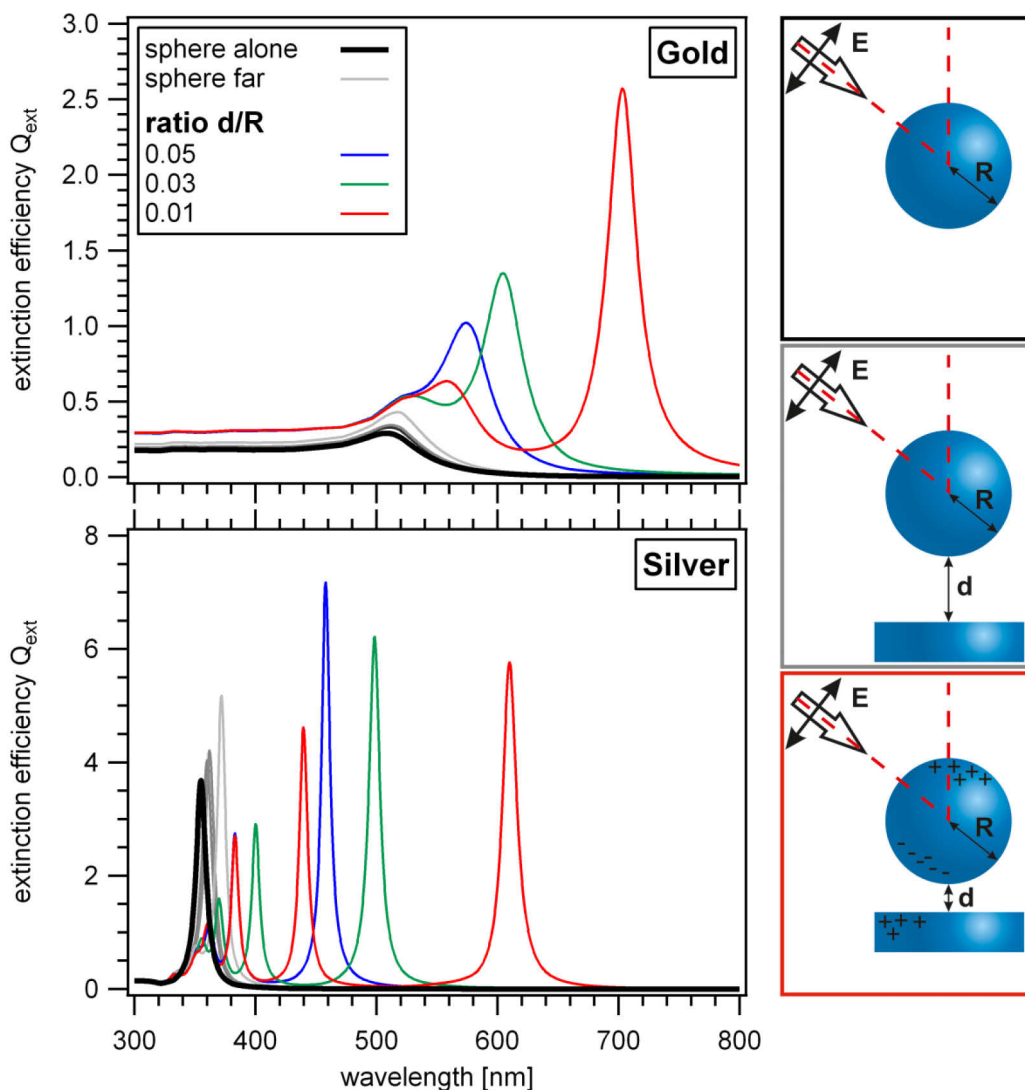 3.0
2.5
2.0
1.5
1.0
0.5
0.0
extinction efficiency Q_ext
sphere alone
sphere far
ratio d/R
0.05
0.03
0.01
Gold
8
6
4
2
0
extinction efficiency Q_ext
Silver
300 400 500 600 700 800
wavelength [nm]
E
R
E
R
d
E
+ + + +
+ +
R
- - - -
- - -
d
+ + +
+